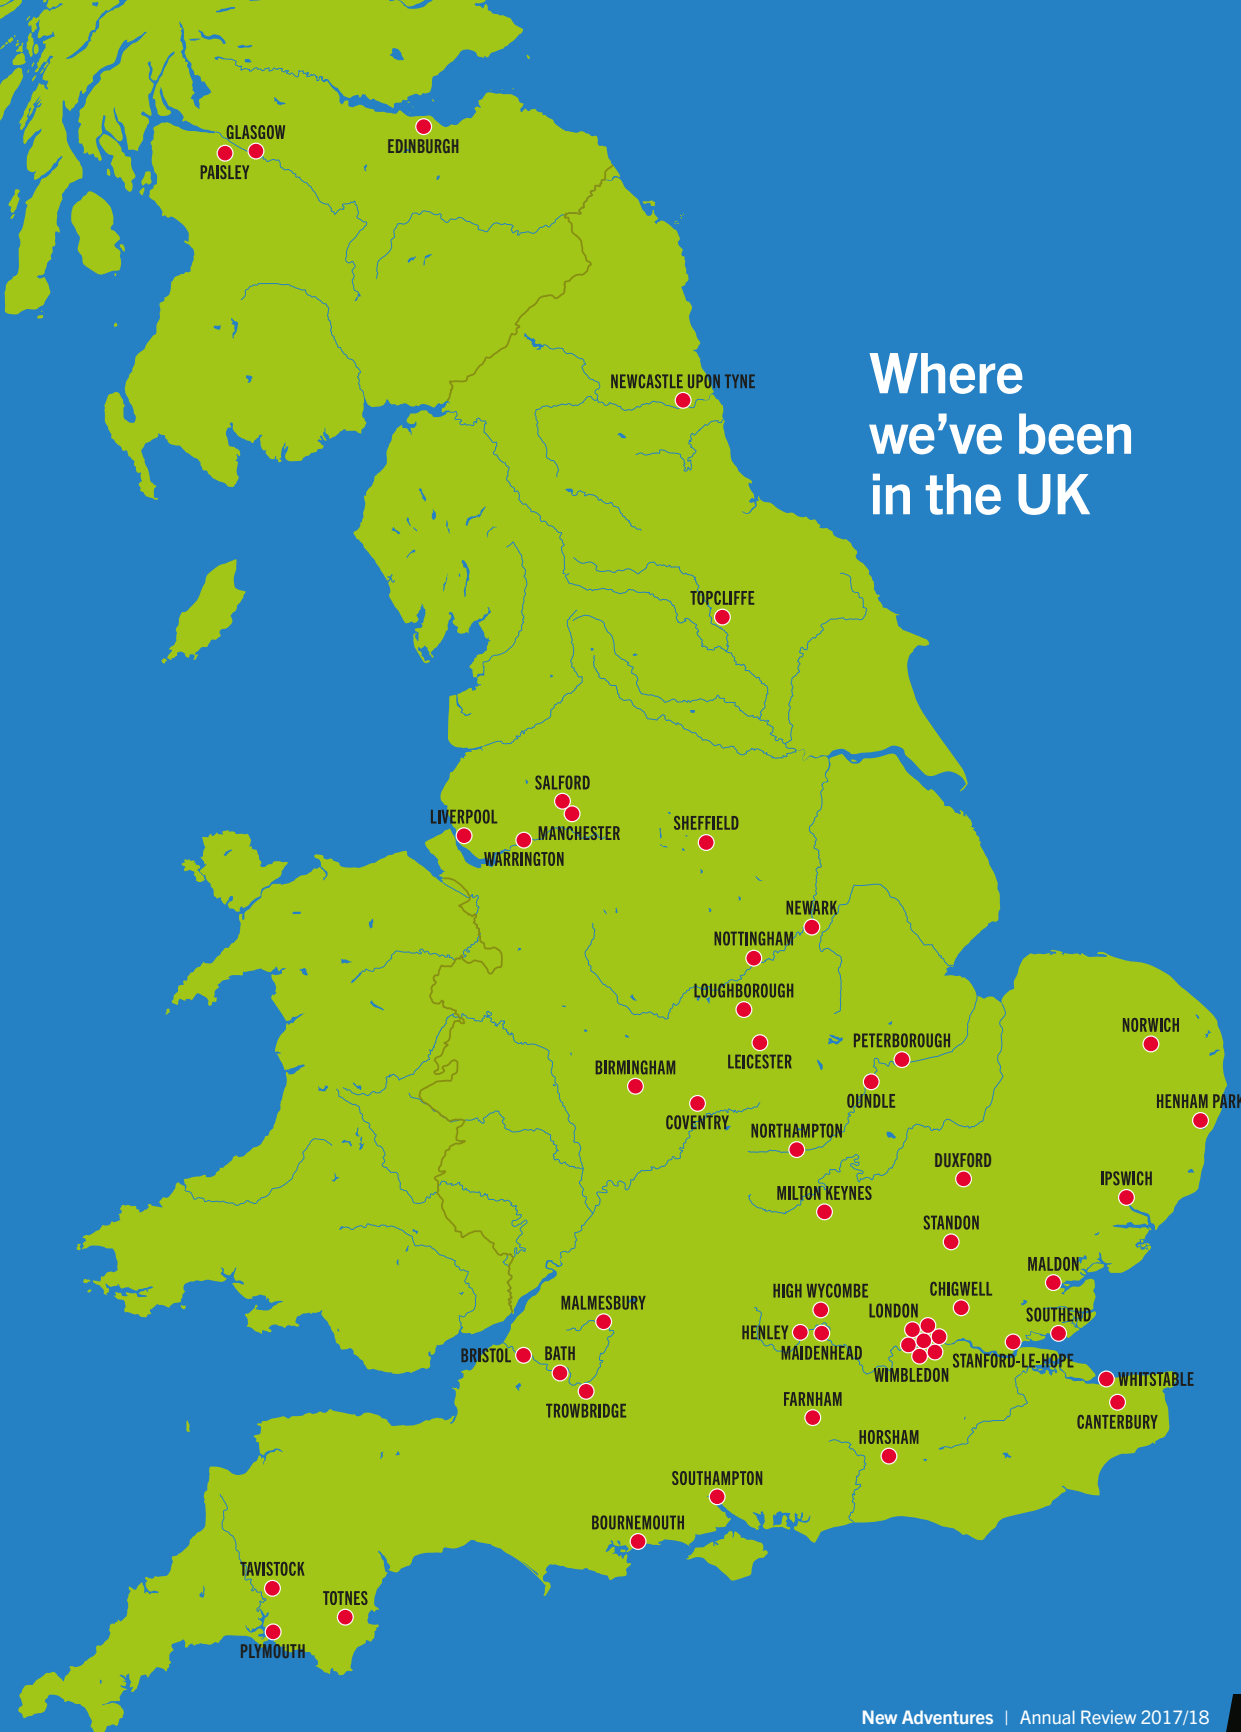 GLASGOW
EDINBURGH
PAISLEY
Where
we've been
in the UK
NEWCASTLE UPON TYNE
TOPCLIFFE
SALFORD
LIVERPOOL
MANCHESTER
SHEFFIELD
WARRINGTON
NEWARK
NOTTINGHAM
LOUGHBOROUGH
NORWICH
PETERBOROUGH
LEICESTER
BIRMINGHAM
OUNDLE
HENHAM PARK
COVENTRY
NORTHAMPTON
DUXFORD
IPSWICH
MILTON KEYNES
STANDON
MALDON
HIGH WYCOMBE
CHIGWELL
MALMESBURY
LONDON
SOUTHEND
HENLEY
BRISTOL
BATH
MAIDENHEAD
STANFORD-LE-HOPE
WIMBLEDON
WHITSTABLE
FARNHAM
TROWBRIDGE
CANTERBURY
HORSHAM
SOUTHAMPTON
BOURNEMOUTH
TAVISTOCK
TOTNES
PLYMOUTH
New Adventures | Annual Review 2017/18